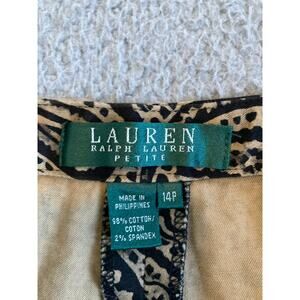 LAUREN
RALPH LAUREN
PETITE
MADE IN
PHILIPPINES
14P
98% COTTON/
COTON
2% SPANDEX